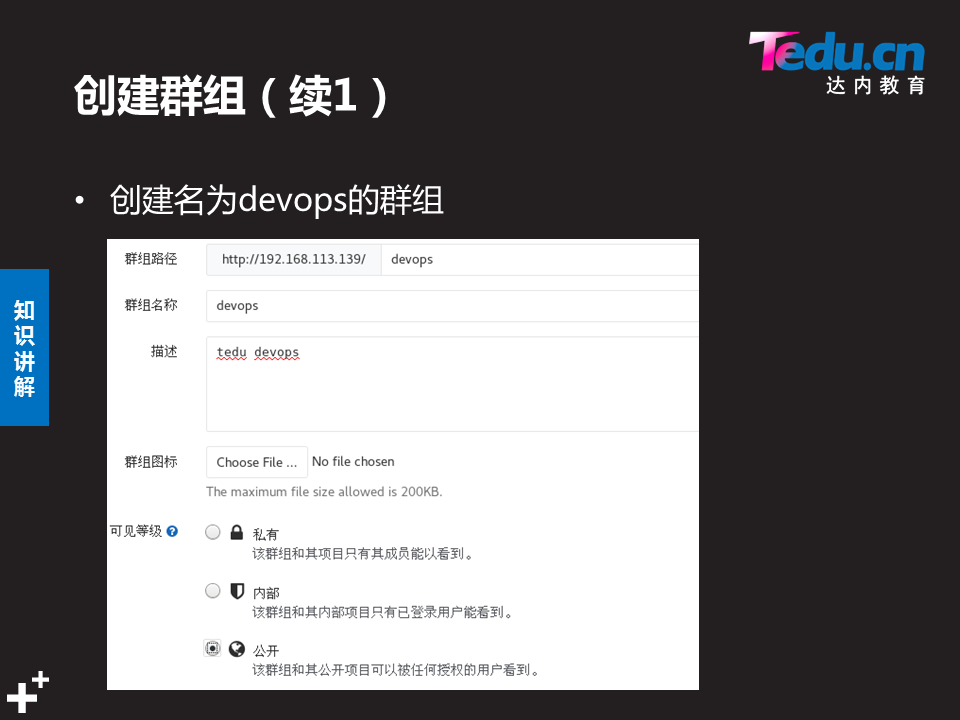 Tedu.cn
达内教育
创建群组（续1）
• 创建名为devops的群组
知识讲解
群组路径 http://192.168.113.139/ devops
群组名称 devops
描述 tedu devops
群组图标 Choose File ... No file chosen
The maximum file size allowed is 200KB.
可见等级 ? 私有
该群组和其项目只有其成员能以看到。
内部
该群组和其内部项目只有已登录用户能看到。
公开
该群组和其公开项目可以被任何授权的用户看到。